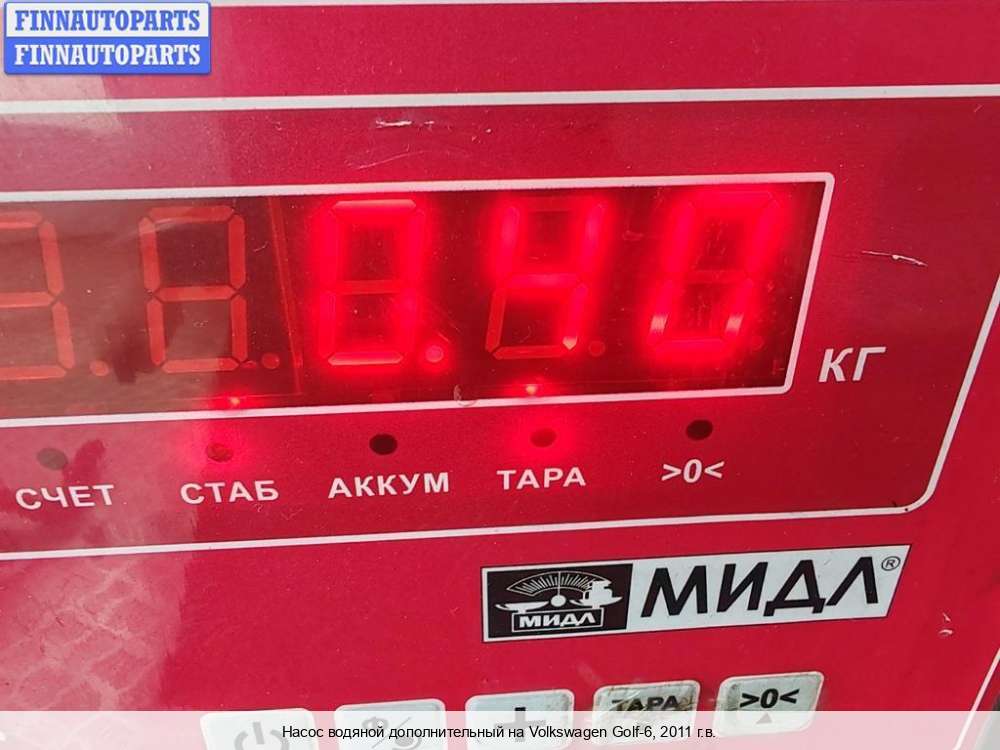 FINNAUTOPARTS
FINNAUTOPARTS
0.40
КГ
СЧЕТ СТАБ АККУМ ТАРА >0<
МИДЛ МИДЛ®
ТАРА >0<
Насос водяной дополнительный на Volkswagen Golf-6, 2011 г.в.